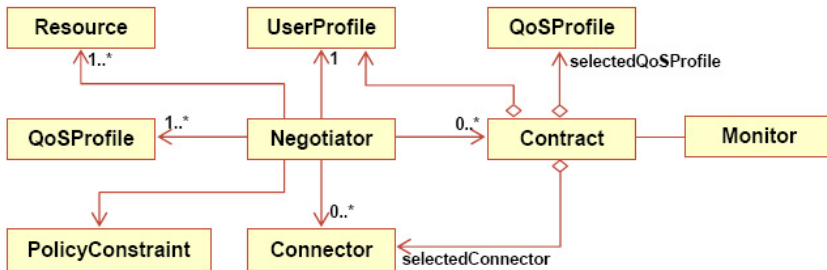 Resource
UserProfile
QoSProfile
1..*
1
selectedQoSProfile
QoSProfile
1..*
Negotiator
0..*
Contract
Monitor
0..*
PolicyConstraint
Connector
selectedConnector